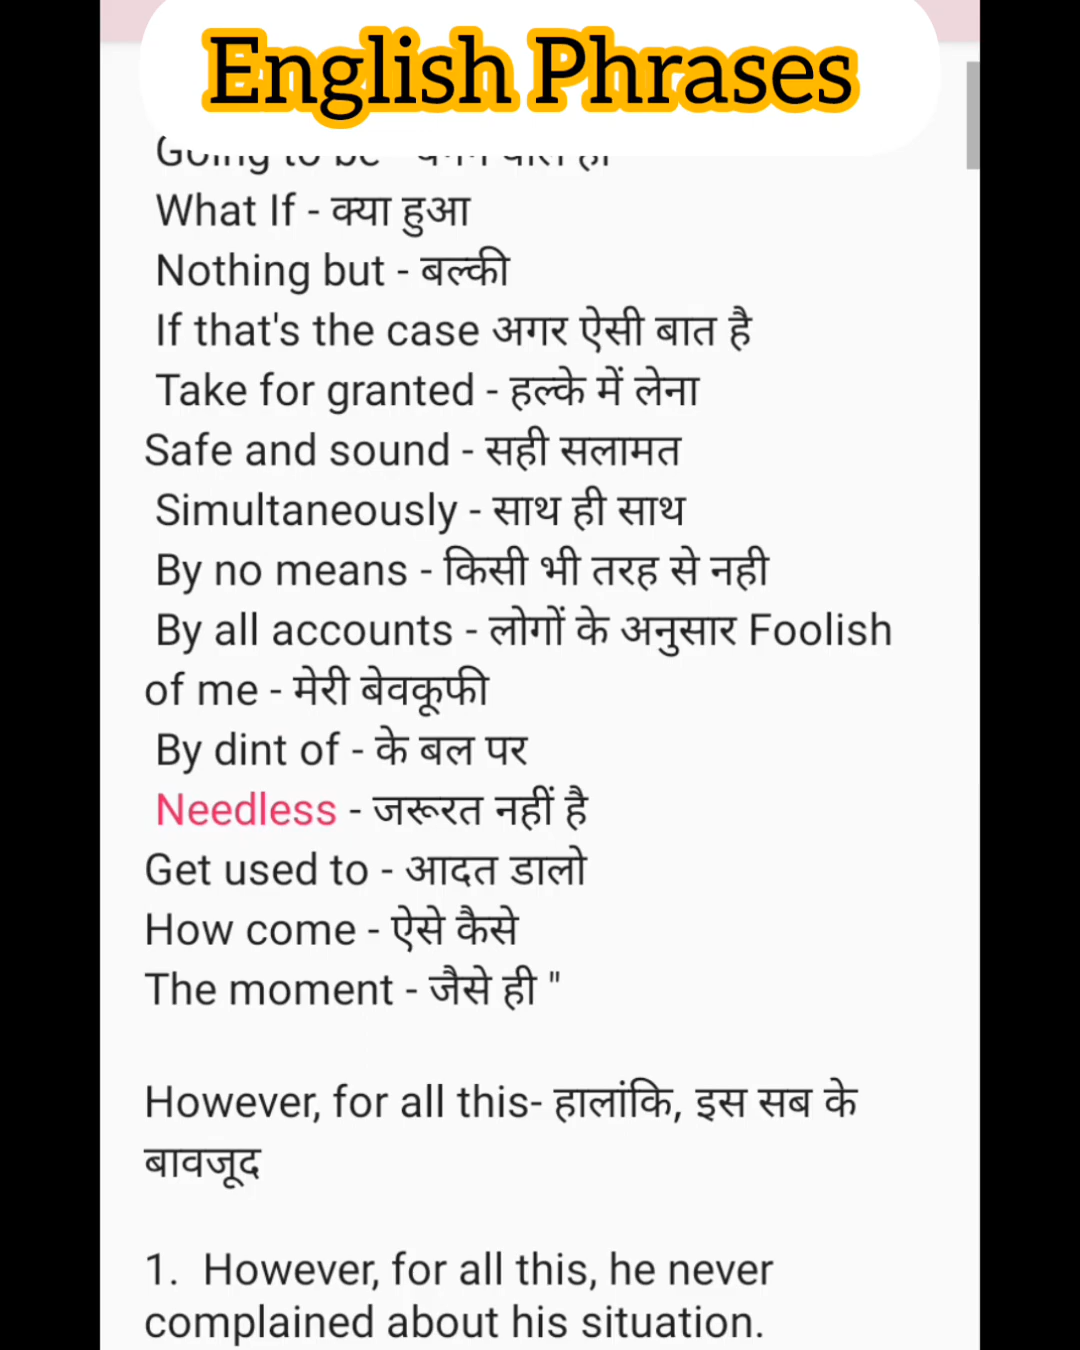 English Phrases
Going to be -
What If - क्या हुआ
Nothing but - बल्की
If that's the case अगर ऐसी बात है
Take for granted - हल्के में लेना
Safe and sound - सही सलामत
Simultaneously - साथ ही साथ
By no means - किसी भी तरह से नही
By all accounts - लोगों के अनुसार Foolish
of me - मेरी बेवकूफी
By dint of - के बल पर
Needless - जरूरत नहीं है
Get used to - आदत डालो
How come - ऐसे कैसे
The moment - जैसे ही "
However, for all this- हालांकि, इस सब के
बावजूद
1. However, for all this, he never
complained about his situation.